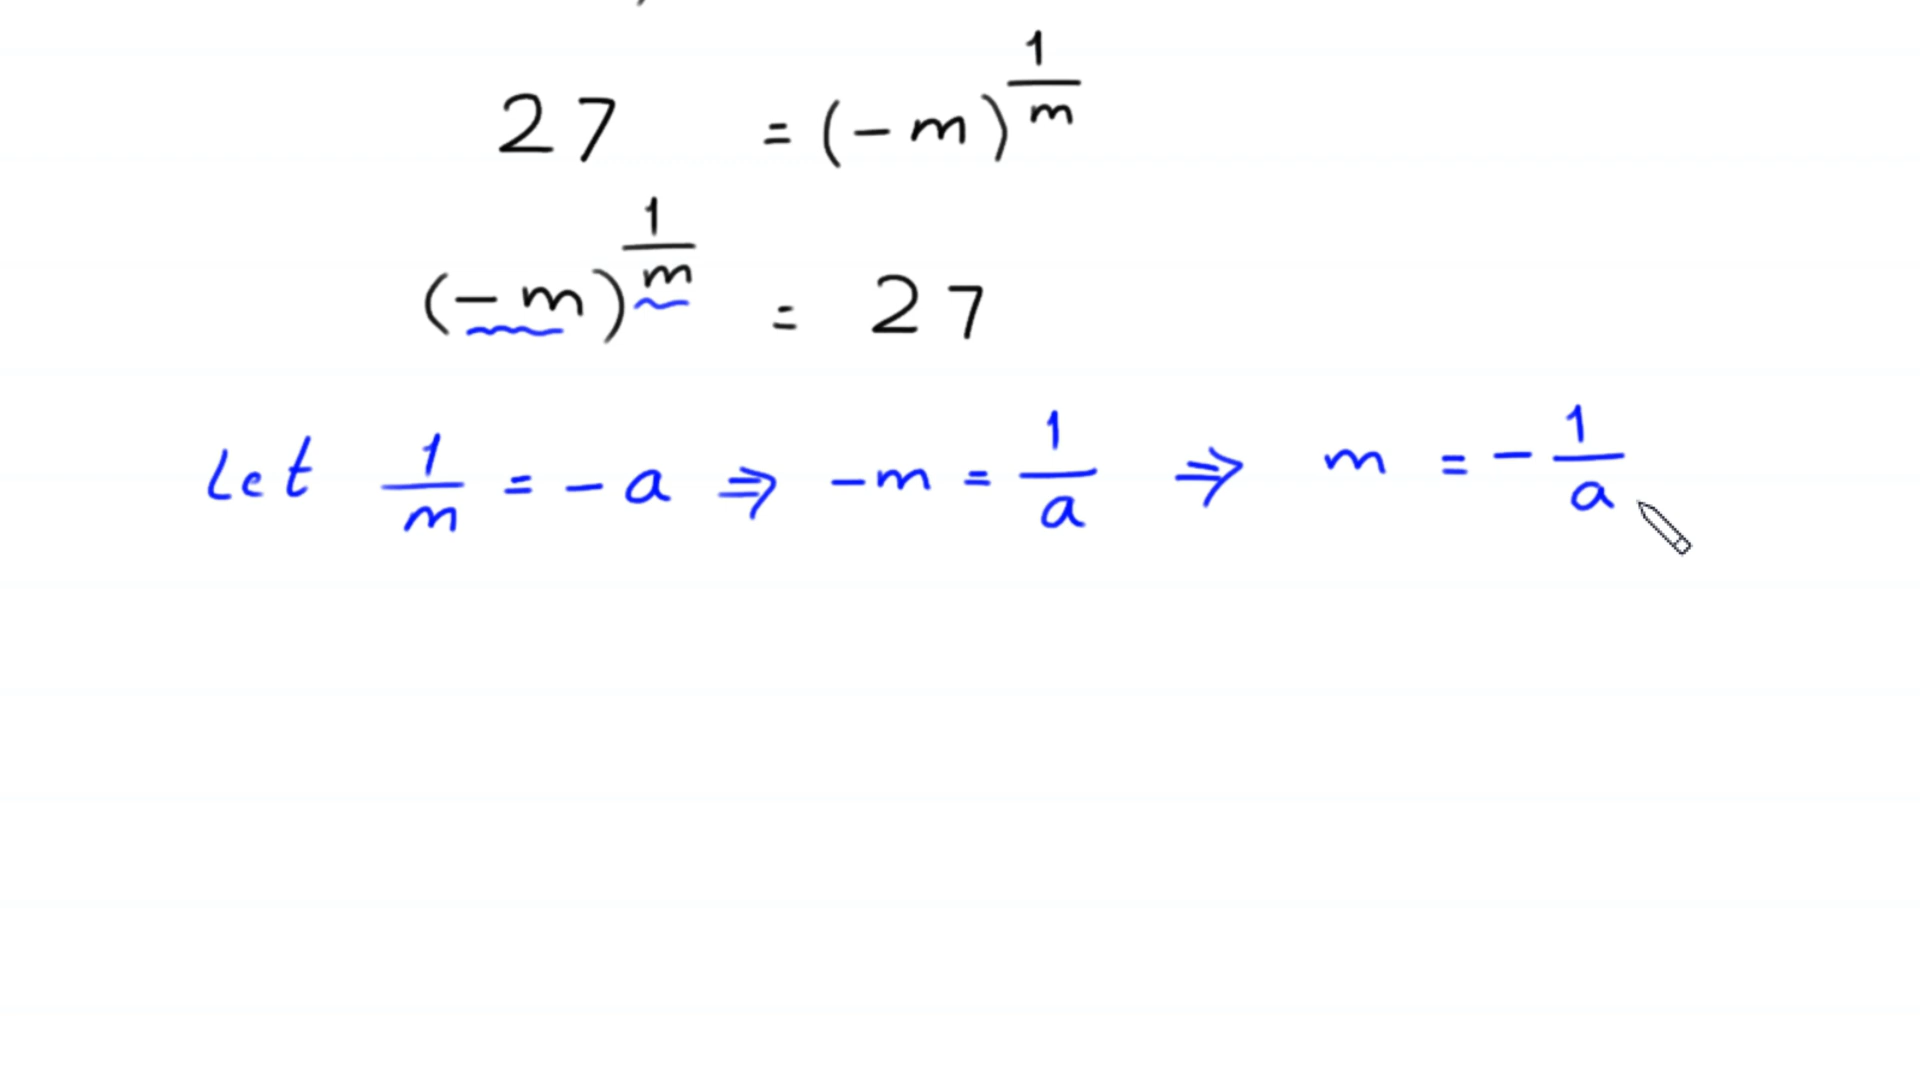 27 = (-m)^(1/m)
(-m)^(1/m) = 27
Let 1/m = -a ⇒ -m = 1/a ⇒ m = -1/a